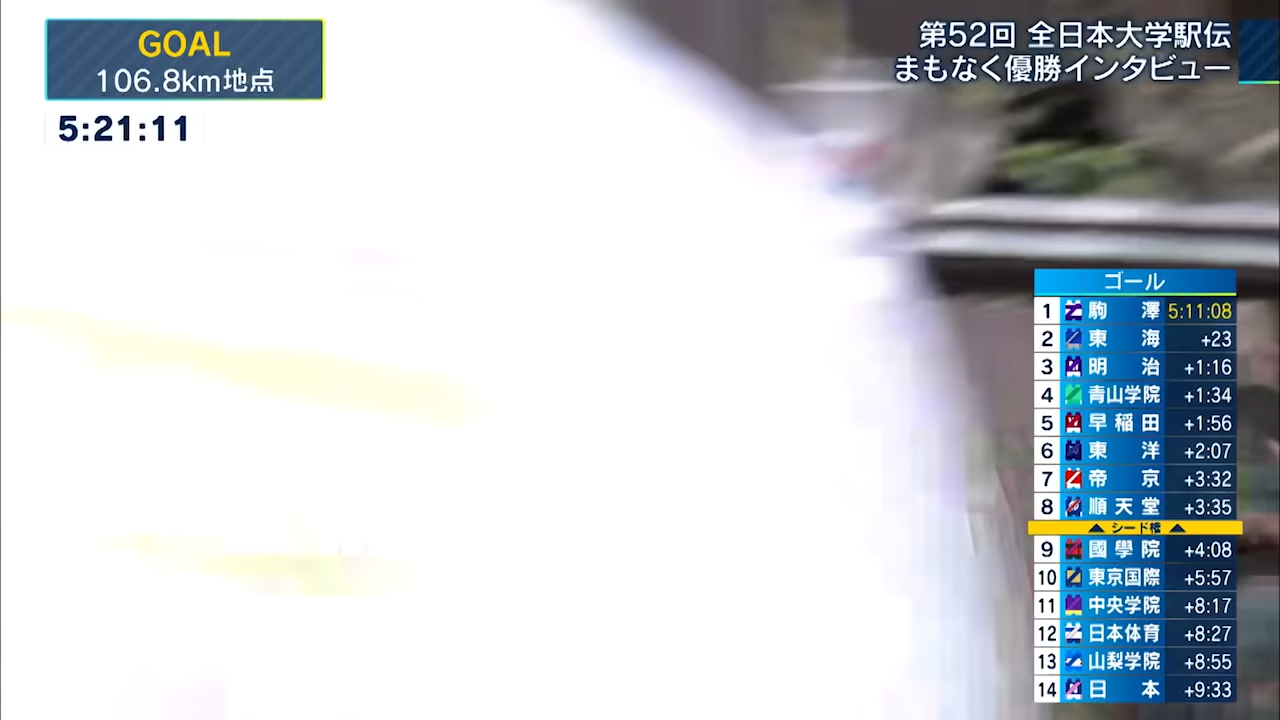 GOAL
106.8km地点
5:21:11
第52回 全日本大学駅伝
まもなく優勝インタビュー
ゴール
1 駒澤 5:11:08
2 東海 +23
3 明治 +1:16
4 青山学院 +1:34
5 早稲田 +1:56
6 東洋 +2:07
7 帝京 +3:32
8 順天堂 +3:35
▲ シード権 ▲
9 國學院 +4:08
10 東京国際 +5:57
11 中央学院 +8:17
12 日本体育 +8:27
13 山梨学院 +8:55
14 日本 +9:33